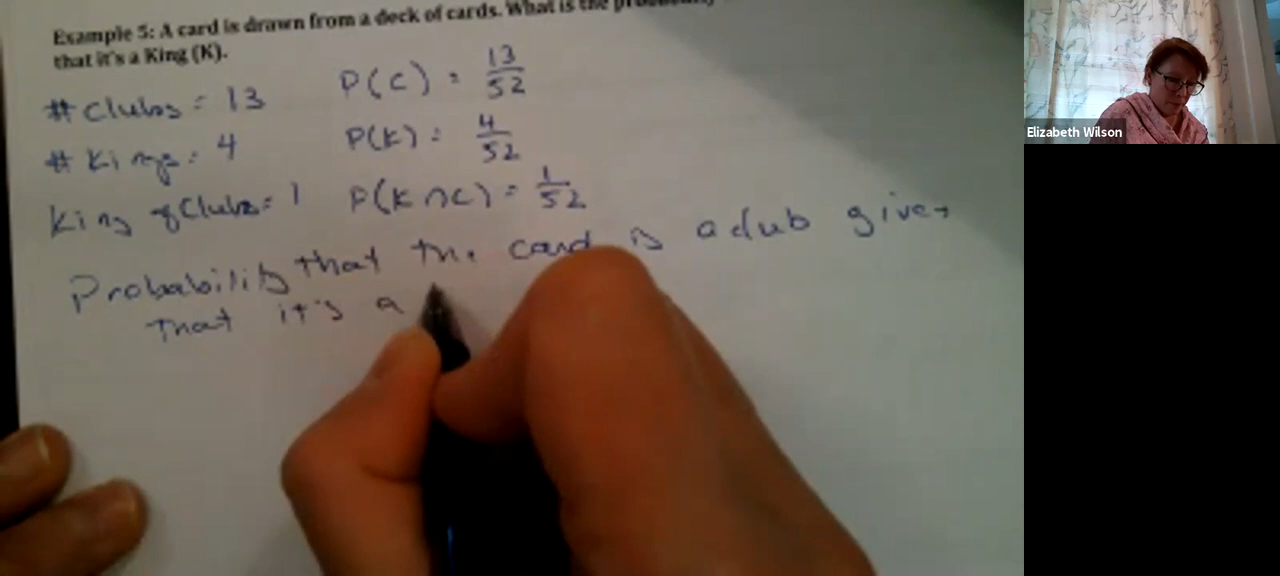 Example 5: A card is drawn from a deck of cards. What is the
that it's a King (K).
# Clubs = 13 P(C) = 13/52
# Kings = 4 P(K) = 4/52
King of Clubs = 1 P(K ∩ C) = 1/52
Probability that the card is a club given
that it's a
Elizabeth Wilson